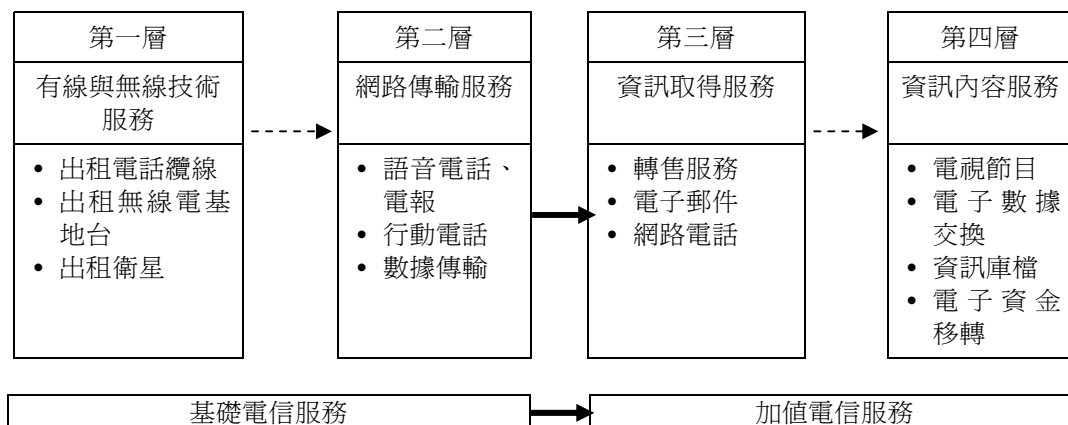 第一層
有線與無線技術
服務
• 出租電話纜線
• 出租無線電基
地台
• 出租衛星
第二層
網路傳輸服務
• 語音電話、
電報
• 行動電話
• 數據傳輸
第三層
資訊取得服務
• 轉售服務
• 電子郵件
• 網路電話
第四層
資訊內容服務
• 電視節目
• 電子數據
交換
• 資訊庫檔
• 電子資金
移轉
基礎電信服務
加值電信服務